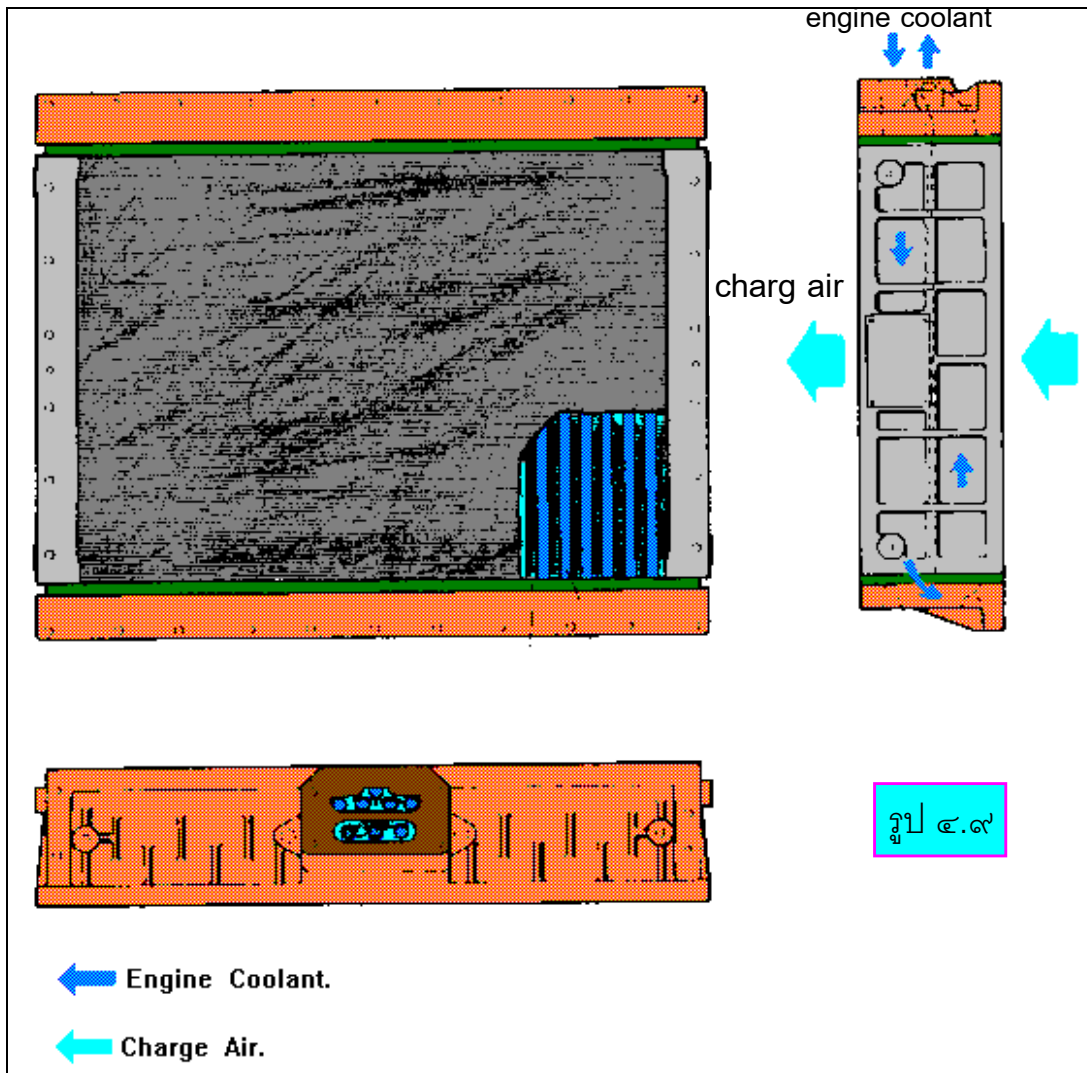 engine coolant
charg air
รูป ๔.๙
Engine Coolant.
Charge Air.